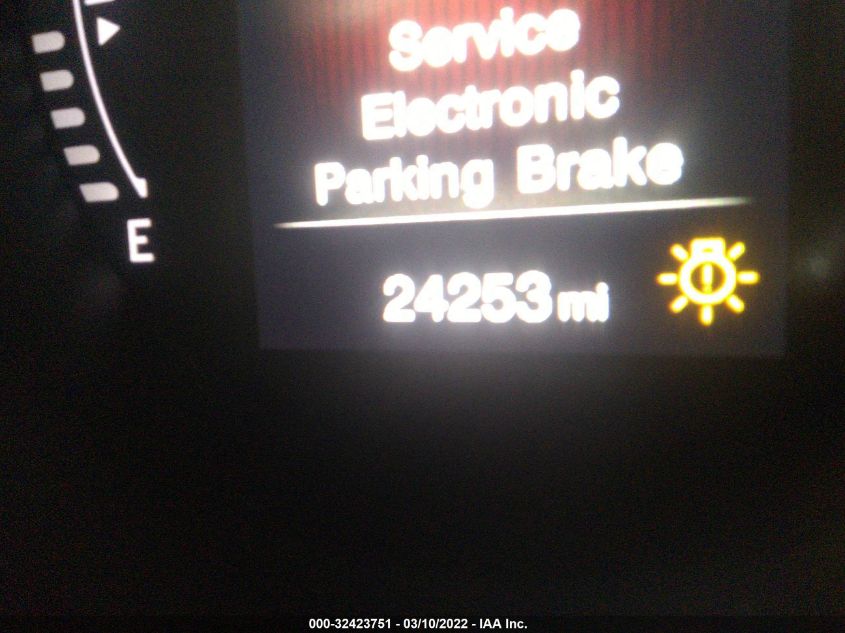 Service
Electronic
Parking Brake
E
24253 mi
000-32423751 - 03/10/2022 - IAA Inc.